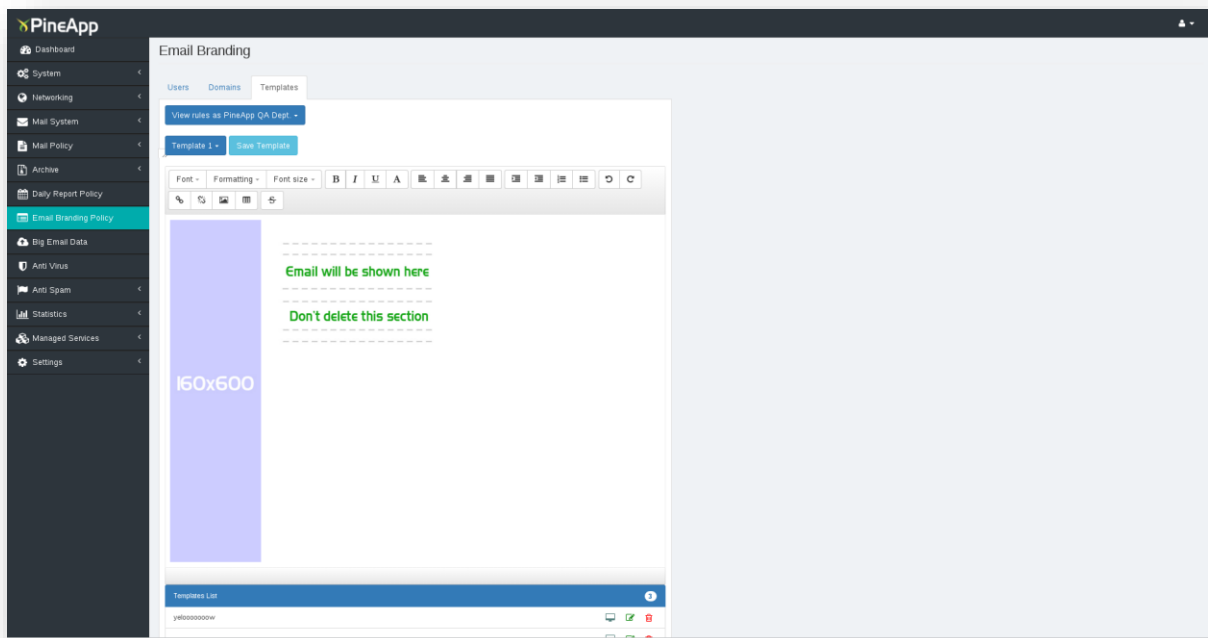 PineApp
Dashboard
System
Networking
Mail System
Mail Policy
Archive
Daily Report Policy
Email Branding Policy
Big Email Data
Anti Virus
Anti Spam
Statistics
Managed Services
Settings
Email Branding
Users Domains Templates
View rules as PineApp QA Dept.
Template 1 Save Template
Font Formatting Font size B I U A
S
160x600
Email will be shown here
Don't delete this section
Templates List
yelooooooow